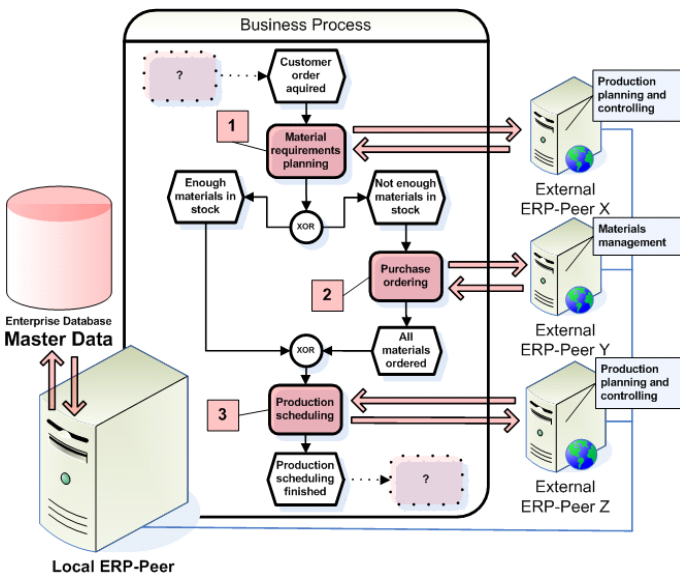 Business Process
?
Customer
order
aquired
1
Material
requirements
planning
Enough
materials in
stock
XOR
Not enough
materials in
stock
2
Purchase
ordering
All
materials
ordered
XOR
3
Production
scheduling
Production
scheduling
finished
?
Production
planning and
controlling
External
ERP-Peer X
Materials
management
External
ERP-Peer Y
Production
planning and
controlling
External
ERP-Peer Z
Enterprise Database
Master Data
Local ERP-Peer